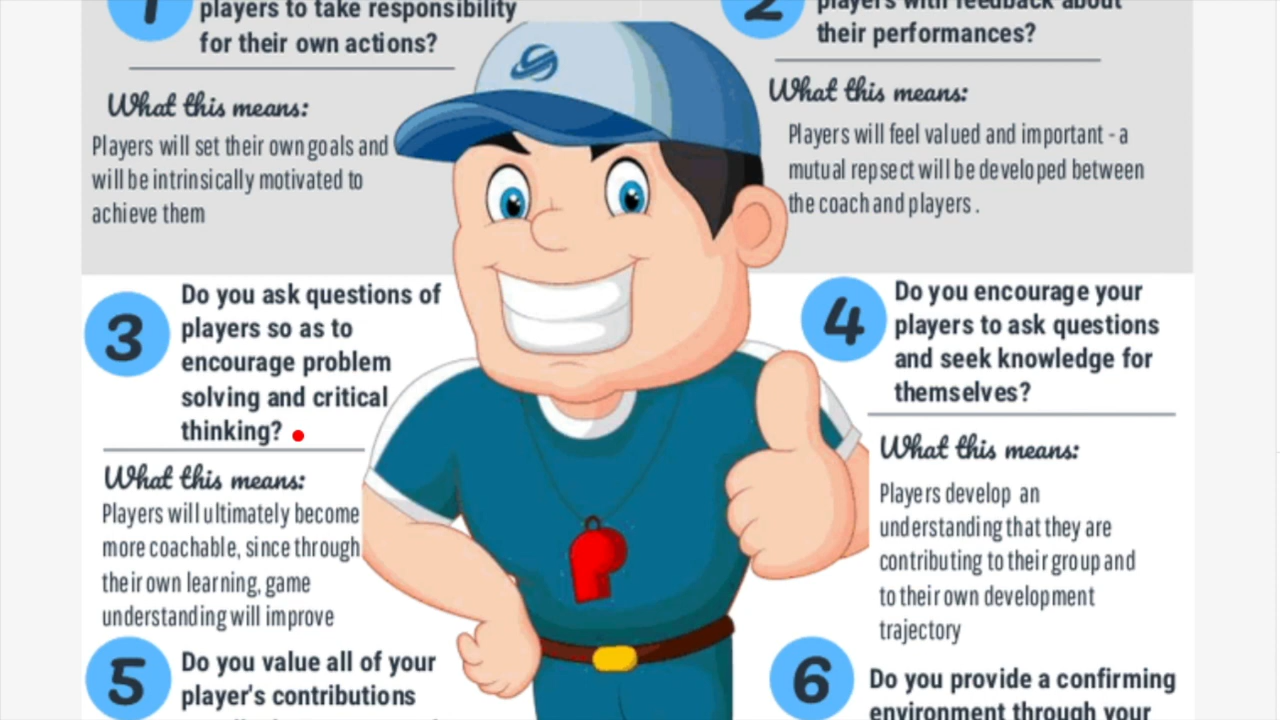 1
players to take responsibility
for their own actions?
What this means:
Players will set their own goals and
will be intrinsically motivated to
achieve them
2
players with feedback about
their performances?
What this means:
Players will feel valued and important - a
mutual repsect will be developed between
the coach and players .
3
Do you ask questions of
players so as to
encourage problem
solving and critical
thinking?
What this means:
Players will ultimately become
more coachable, since through
their own learning, game
understanding will improve
4
Do you encourage your
players to ask questions
and seek knowledge for
themselves?
What this means:
Players develop an
understanding that they are
contributing to their group and
to their own development
trajectory
5
Do you value all of your
player's contributions
6
Do you provide a confirming
environment through your